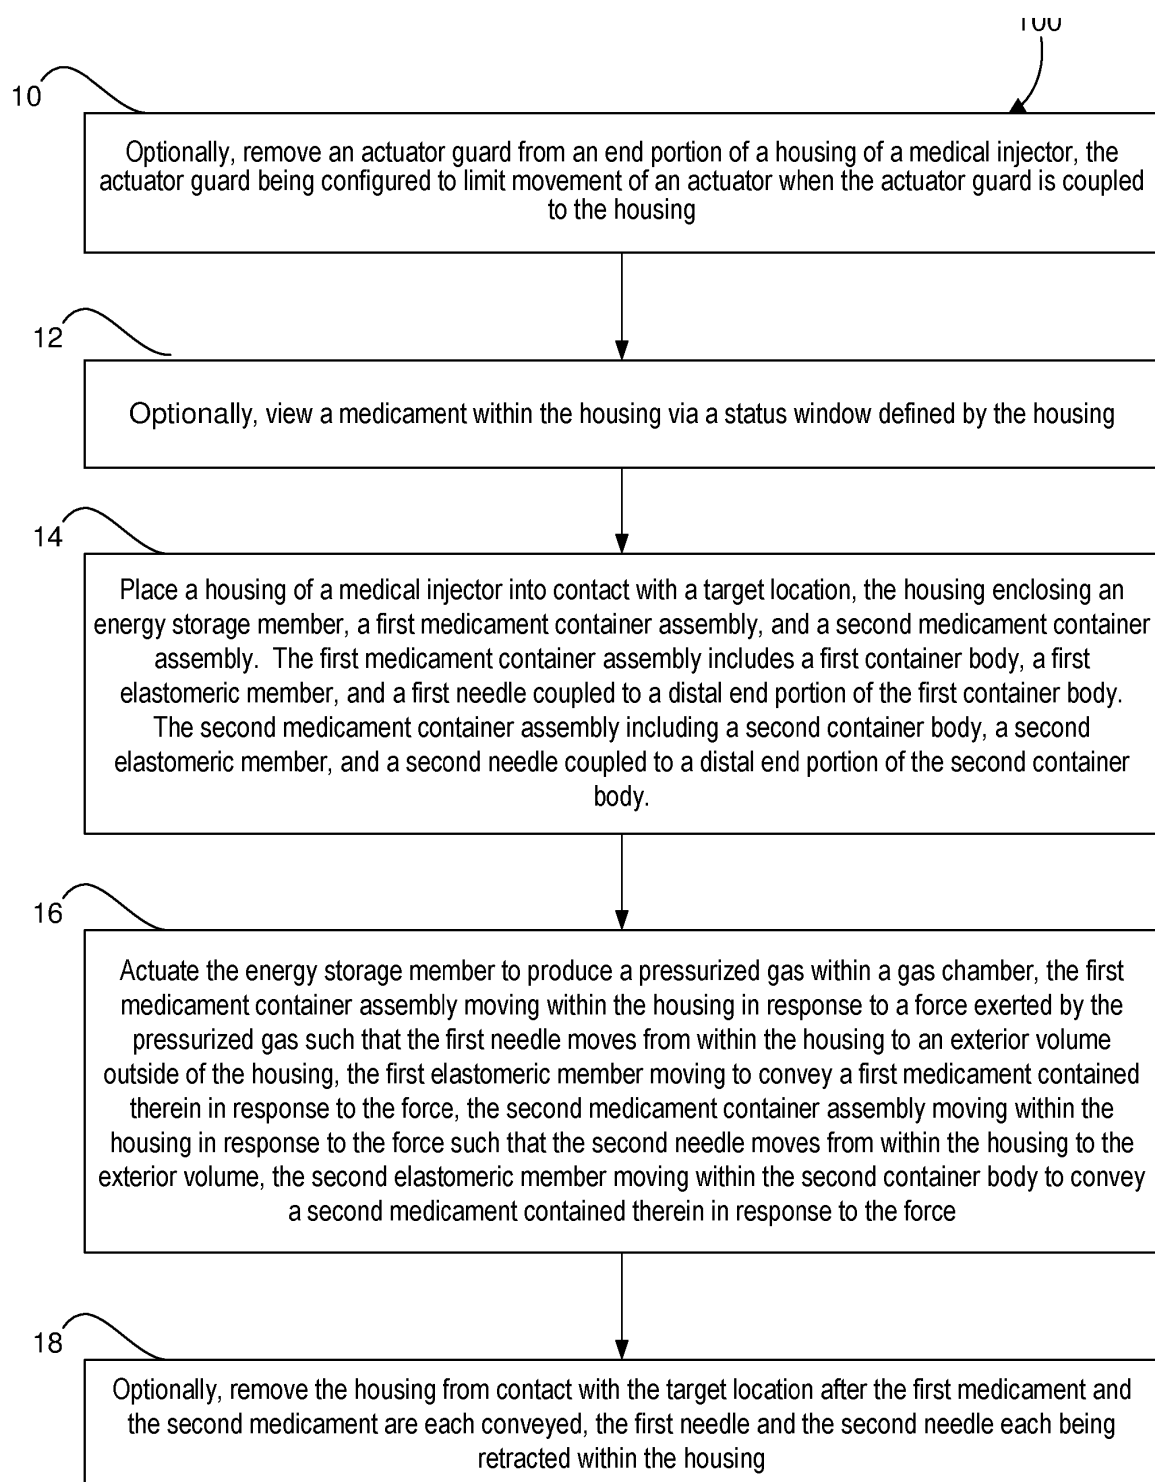 100
10
Optionally, remove an actuator guard from an end portion of a housing of a medical injector, the
actuator guard being configured to limit movement of an actuator when the actuator guard is coupled
to the housing
12
Optionally, view a medicament within the housing via a status window defined by the housing
14
Place a housing of a medical injector into contact with a target location, the housing enclosing an
energy storage member, a first medicament container assembly, and a second medicament container
assembly. The first medicament container assembly includes a first container body, a first
elastomeric member, and a first needle coupled to a distal end portion of the first container body.
The second medicament container assembly including a second container body, a second
elastomeric member, and a second needle coupled to a distal end portion of the second container
body.
16
Actuate the energy storage member to produce a pressurized gas within a gas chamber, the first
medicament container assembly moving within the housing in response to a force exerted by the
pressurized gas such that the first needle moves from within the housing to an exterior volume
outside of the housing, the first elastomeric member moving to convey a first medicament contained
therein in response to the force, the second medicament container assembly moving within the
housing in response to the force such that the second needle moves from within the housing to the
exterior volume, the second elastomeric member moving within the second container body to convey
a second medicament contained therein in response to the force
18
Optionally, remove the housing from contact with the target location after the first medicament and
the second medicament are each conveyed, the first needle and the second needle each being
retracted within the housing